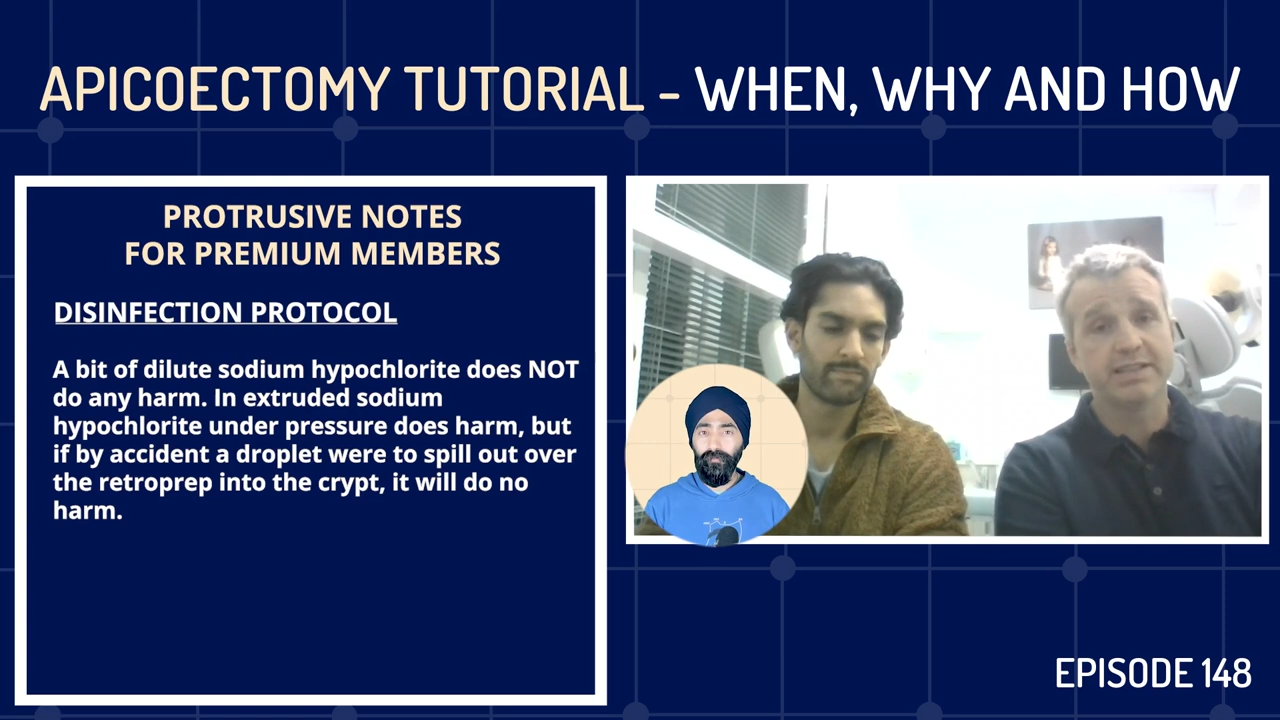 APICOECTOMY TUTORIAL - WHEN, WHY AND HOW
PROTRUSIVE NOTES
FOR PREMIUM MEMBERS
DISINFECTION PROTOCOL
A bit of dilute sodium hypochlorite does NOT
do any harm. In extruded sodium
hypochlorite under pressure does harm, but
if by accident a droplet were to spill out over
the retroprep into the crypt, it will do no
harm.
EPISODE 148